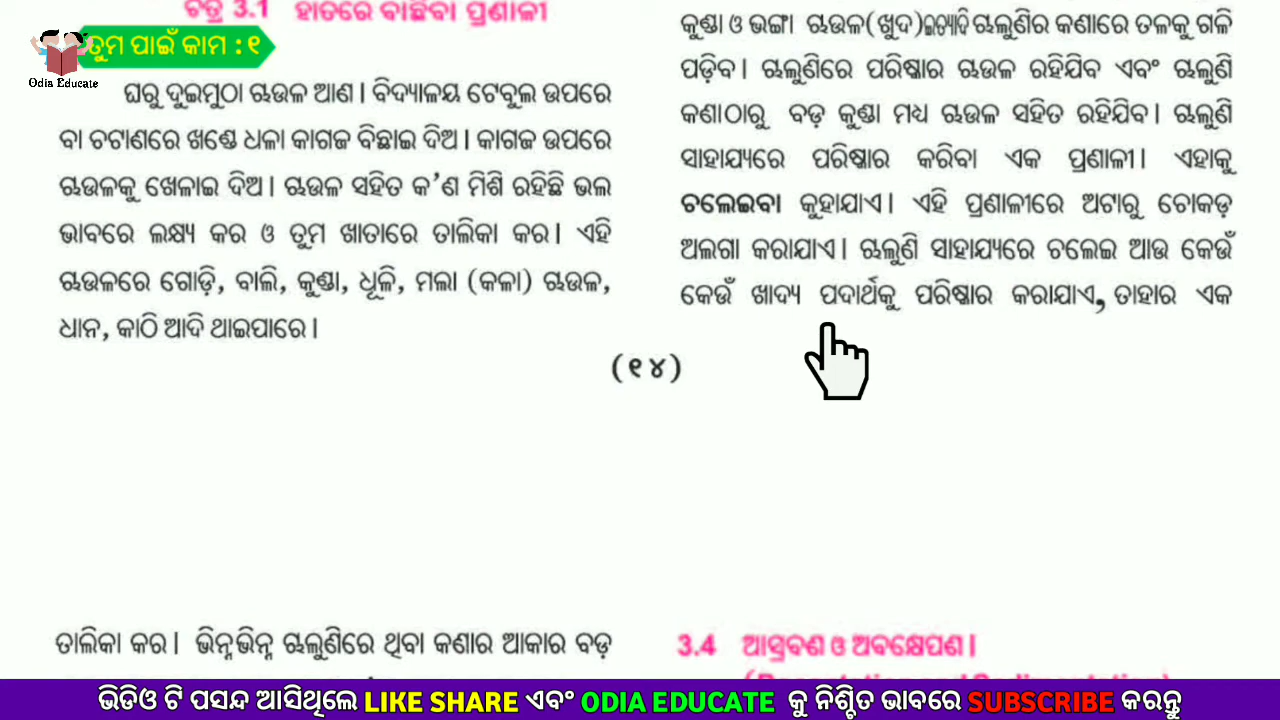 ଚିତ୍ର 3.1 ହାତରେ ବାଛିବା ପ୍ରଣାଳୀ
ତୁମ ପାଇଁ କାମ : ୧
Odia Educate
ଘରୁ ଦୁଇମୁଠା ଚାଉଳ ଆଣ । ବିଦ୍ୟାଳୟ ଟେବୁଲ ଉପରେ
ବା ଚଟାଣରେ ଖଣ୍ଡେ ଧଳା କାଗଜ ବିଛାଇ ଦିଅ । କାଗଜ ଉପରେ
ଚାଉଳକୁ ଖେଳାଇ ଦିଅ । ଚାଉଳ ସହିତ କ'ଣ ମିଶି ରହିଛି ଭଲ
ଭାବରେ ଲକ୍ଷ୍ୟ କର ଓ ତୁମ ଖାତାରେ ତାଲିକା କର । ଏହି
ଚାଉଳରେ ଗୋଡ଼ି, ବାଲି, କୁଣ୍ଡା, ଧୂଳି, ମଲା (କଳା) ଚାଉଳ,
ଧାନ, କାଠି ଆଦି ଥାଇପାରେ ।
କୁଣ୍ଡା ଓ ଭଙ୍ଗା ଚାଉଳ (ଖୁଦ) ଇତ୍ୟାଦି ଚାଲୁଣିର କଣାରେ ତଳକୁ ଗଳି
ପଡ଼ିବ । ଚାଲୁଣିରେ ପରିଷ୍କାର ଚାଉଳ ରହିଯିବ ଏବଂ ଚାଲୁଣି
କଣାଠାରୁ ବଡ଼ କୁଣ୍ଡା ମଧ୍ୟ ଚାଉଳ ସହିତ ରହିଯିବ । ଚାଲୁଣି
ସାହାଯ୍ୟରେ ପରିଷ୍କାର କରିବା ଏକ ପ୍ରଣାଳୀ । ଏହାକୁ
ଚଲେଇବା କୁହାଯାଏ । ଏହି ପ୍ରଣାଳୀରେ ଅଟାରୁ ଚୋକଡ଼
ଅଲଗା କରାଯାଏ । ଚାଲୁଣି ସାହାଯ୍ୟରେ ଚଲେଇ ଆଉ କେଉଁ
କେଉଁ ଖାଦ୍ୟ ପଦାର୍ଥକୁ ପରିଷ୍କାର କରାଯାଏ, ତାହାର ଏକ
(୧୪)
ତାଲିକା କର । ଭିନ୍ନଭିନ୍ନ ଚାଲୁଣିରେ ଥିବା କଣାର ଆକାର ବଡ଼
3.4 ଆସ୍ରବଣ ଓ ଅବକ୍ଷେପଣ ।
ଭିଡିଓ ଟି ପସନ୍ଦ ଆସିଥିଲେ LIKE SHARE ଏବଂ ODIA EDUCATE କୁ ନିଶ୍ଚିତ ଭାବରେ SUBSCRIBE କରନ୍ତୁ